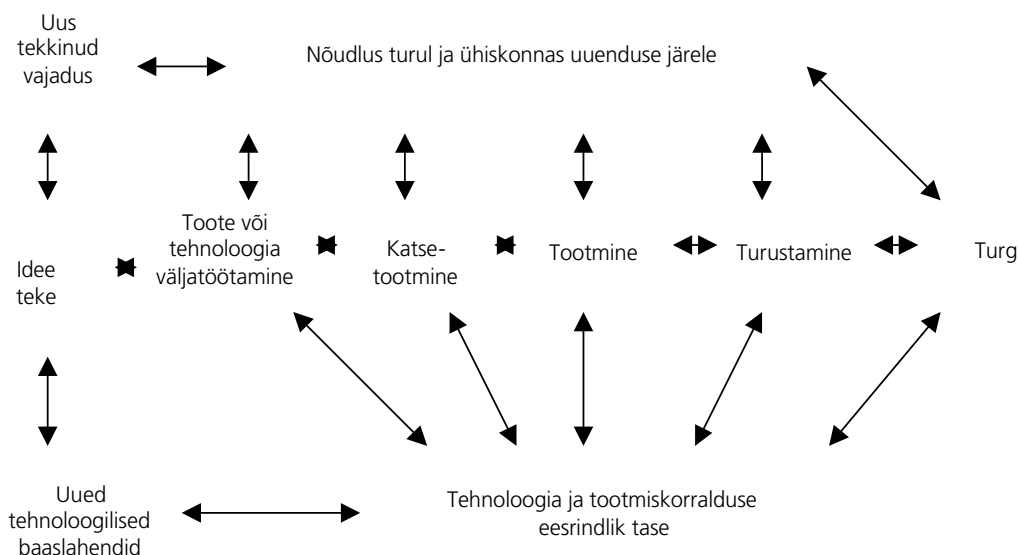 Uus
tekkinud
vajadus
Nõudlus turul ja ühiskonnas uuenduse järele
Idee
teke
Toote või
tehnoloogia
väljatöötamine
Katse-
tootmine
Tootmine
Turustamine
Turg
Uued
tehnoloogilised
baaslahendid
Tehnoloogia ja tootmiskorralduse
eesrindlik tase